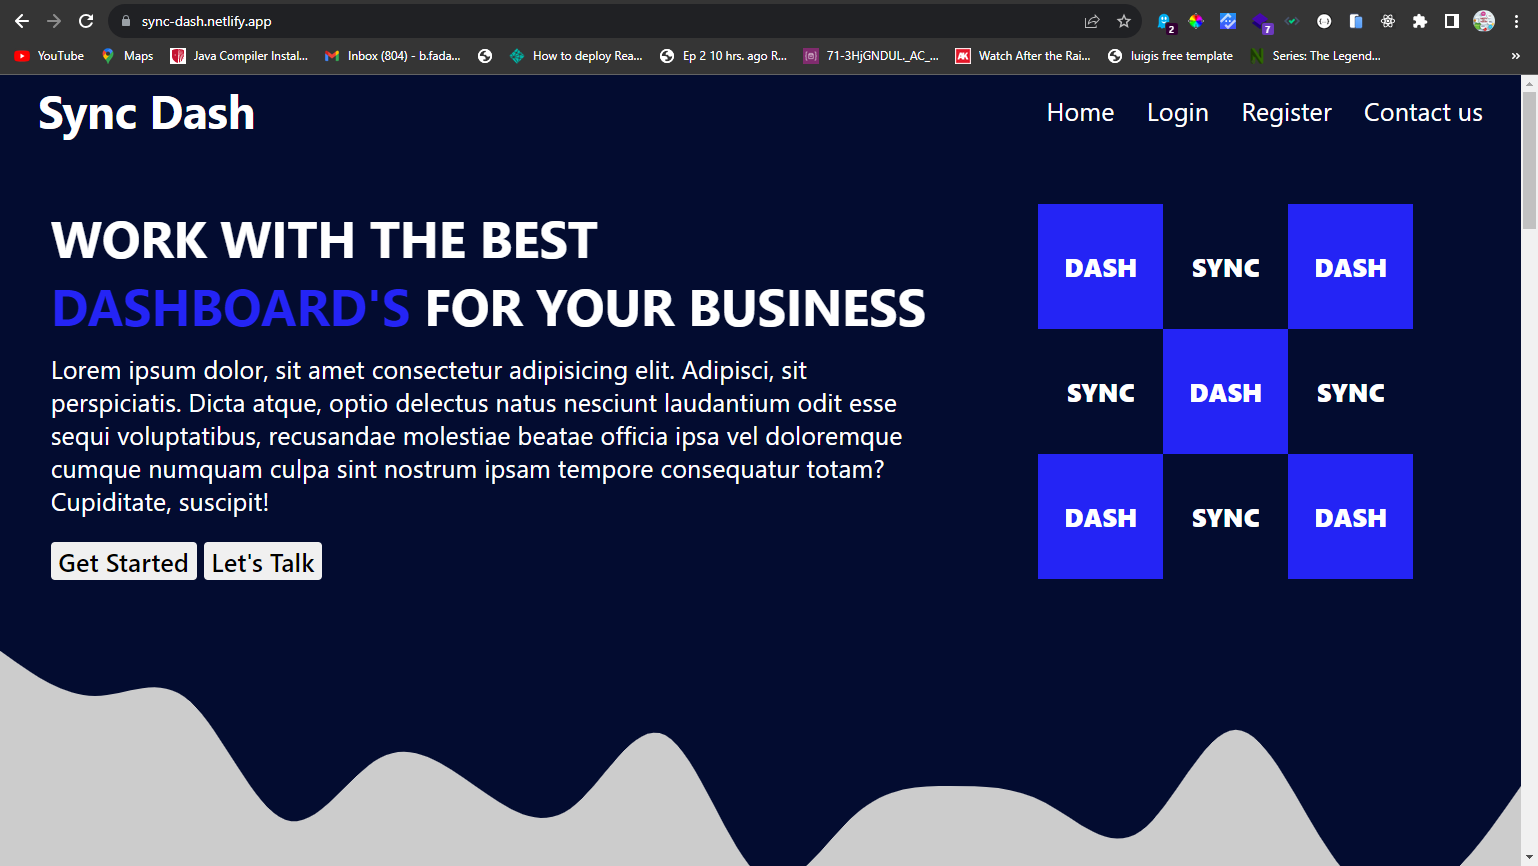 sync-dash.netlify.app
2
7
YouTube
Maps
Java Compiler Instal...
Inbox (804) - b.fada...
How to deploy Rea...
Ep 2 10 hrs. ago R...
71-3HjGNDUL._AC_...
Watch After the Rai...
luigis free template
Series: The Legend...
»
Sync Dash
Home
Login
Register
Contact us
WORK WITH THE BEST
DASHBOARD'S FOR YOUR BUSINESS
Lorem ipsum dolor, sit amet consectetur adipisicing elit. Adipisci, sit
perspiciatis. Dicta atque, optio delectus natus nesciunt laudantium odit esse
sequi voluptatibus, recusandae molestiae beatae officia ipsa vel doloremque
cumque numquam culpa sint nostrum ipsam tempore consequatur totam?
Cupiditate, suscipit!
Get Started
Let's Talk
DASH SYNC DASH
SYNC DASH SYNC
DASH SYNC DASH